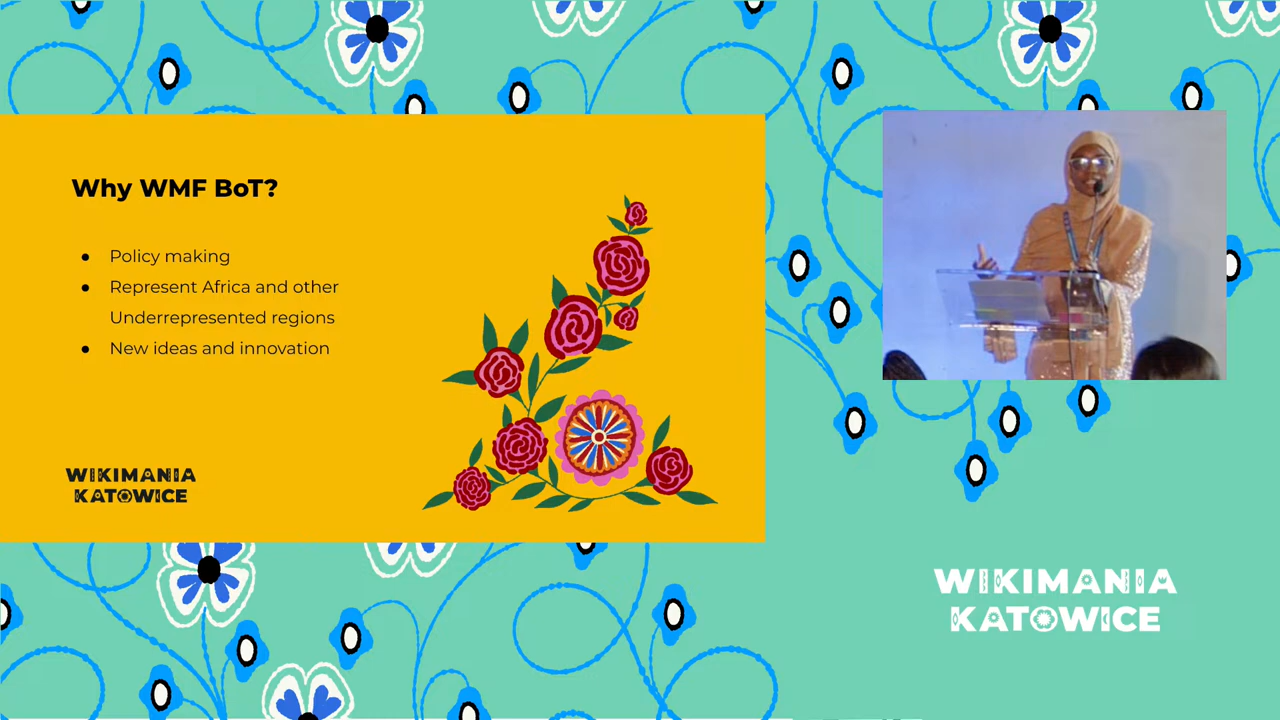 Why WMF BoT?
● Policy making
● Represent Africa and other
Underrepresented regions
● New ideas and innovation
WIKIMANIA
KATOWICE
WIKIMANIA
KATOWICE